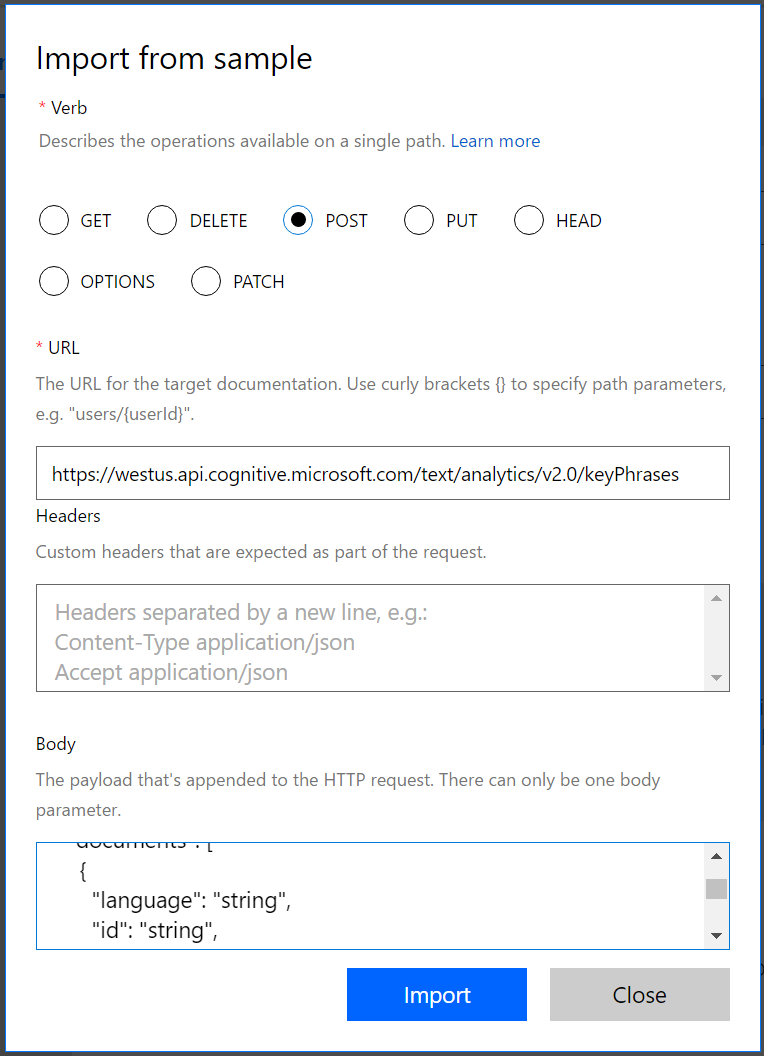 Import from sample
* Verb
Describes the operations available on a single path. Learn more
GET DELETE POST PUT HEAD
OPTIONS PATCH
* URL
The URL for the target documentation. Use curly brackets {} to specify path parameters,
e.g. "users/{userId}".
https://westus.api.cognitive.microsoft.com/text/analytics/v2.0/keyPhrases
Headers
Custom headers that are expected as part of the request.
Headers separated by a new line, e.g.:
Content-Type application/json
Accept application/json
Body
The payload that's appended to the HTTP request. There can only be one body
parameter.
"documents": [
{
"language": "string",
"id": "string",
Import Close